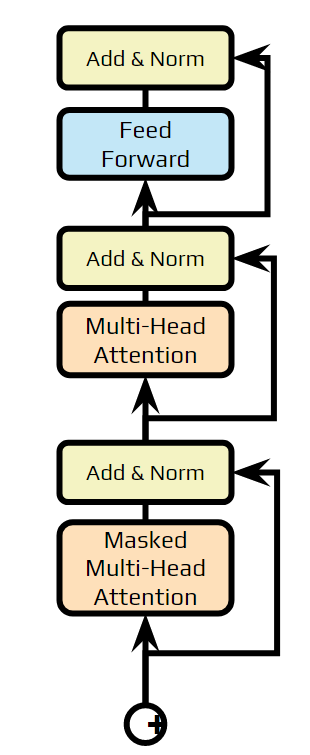 Add & Norm
Feed
Forward
Add & Norm
Multi-Head
Attention
Add & Norm
Masked
Multi-Head
Attention
+